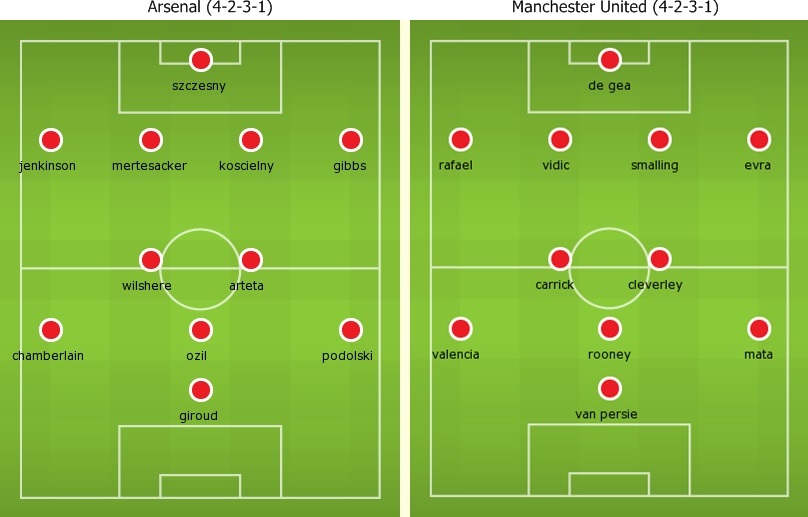 Arsenal (4-2-3-1)
szczesny
jenkinson mertesacker koscielny gibbs
wilshere arteta
chamberlain ozil podolski
giroud
Manchester United (4-2-3-1)
de gea
rafael vidic smalling evra
carrick cleverley
valencia rooney mata
van persie